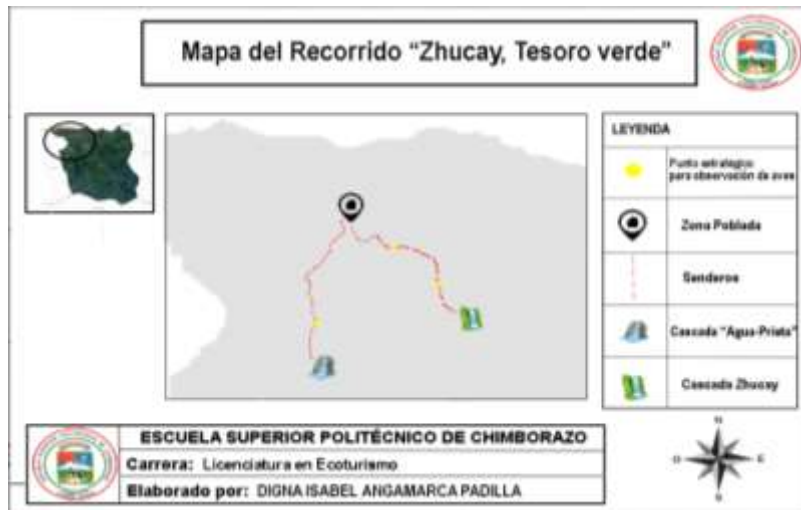 Mapa del Recorrido "Zhucay, Tesoro verde"
LEYENDA
Punto estratégico
para observación de aves
Zona Poblada
Senderos
Cascada "Agua-Prieta"
Cascada Zhucay
ESCUELA SUPERIOR POLITÉCNICO DE CHIMBORAZO
Carrera: Licenciatura en Ecoturismo
Elaborado por: DIGNA ISABEL ANGAMARCA PADILLA
N
O E
S